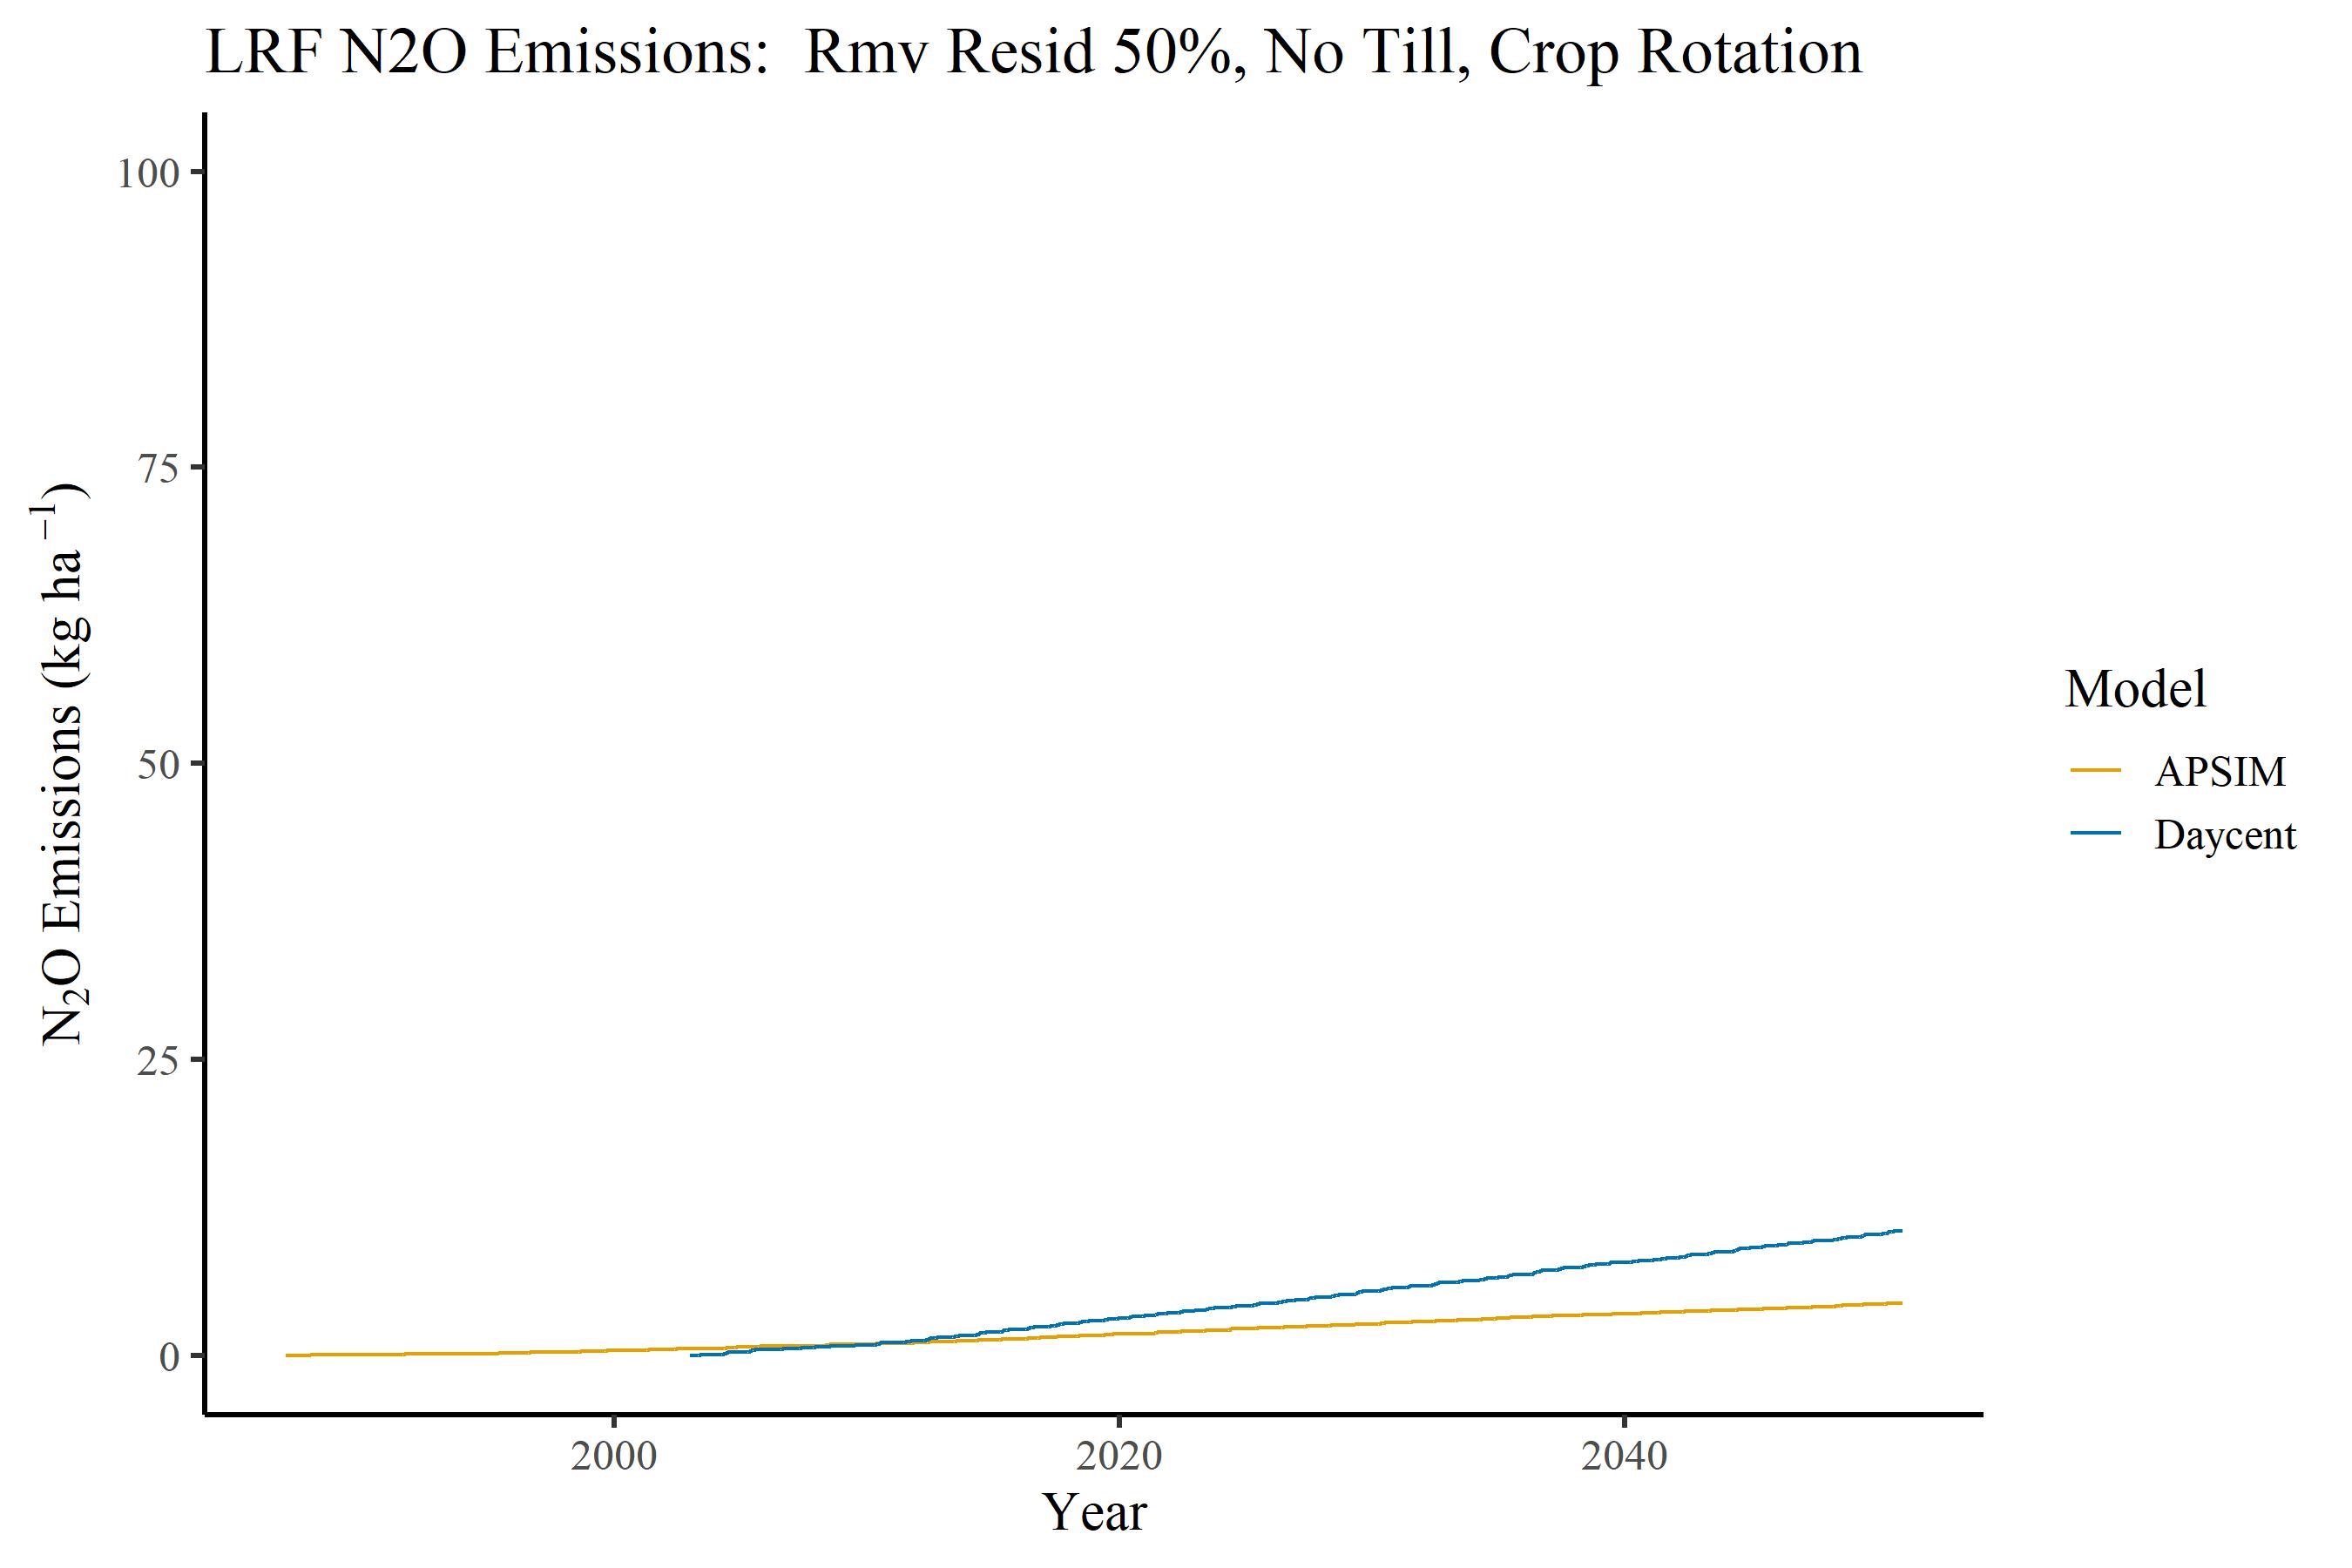 LRF N2O Emissions:  Rmv Resid 50%, No Till, Crop Rotation
N₂O Emissions (kg ha⁻¹)
100
75
50
25
0
2000
2020
2040
Year
Model
APSIM
Daycent